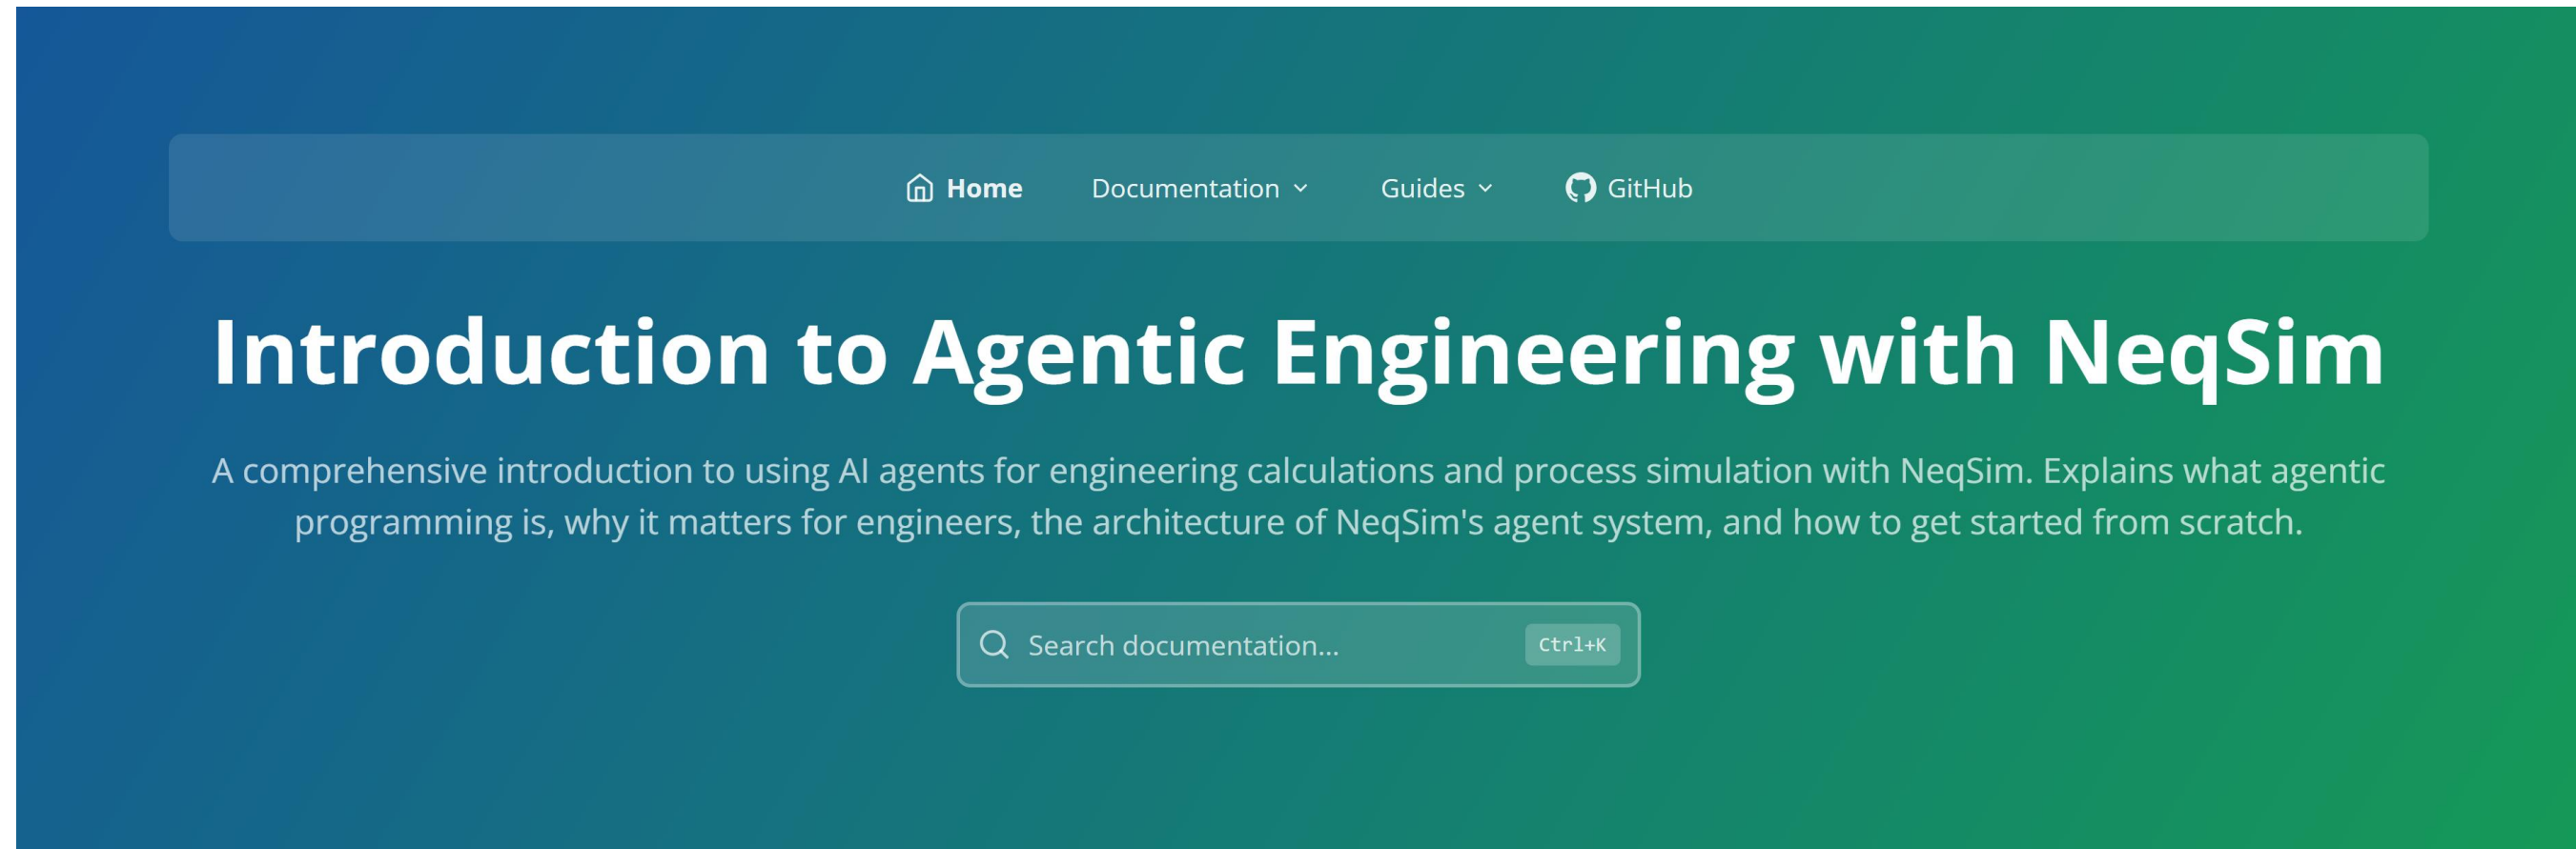 Home Documentation Guides GitHub
Introduction to Agentic Engineering with NeqSim
A comprehensive introduction to using AI agents for engineering calculations and process simulation with NeqSim. Explains what agentic
programming is, why it matters for engineers, the architecture of NeqSim's agent system, and how to get started from scratch.
Search documentation... Ctrl+K